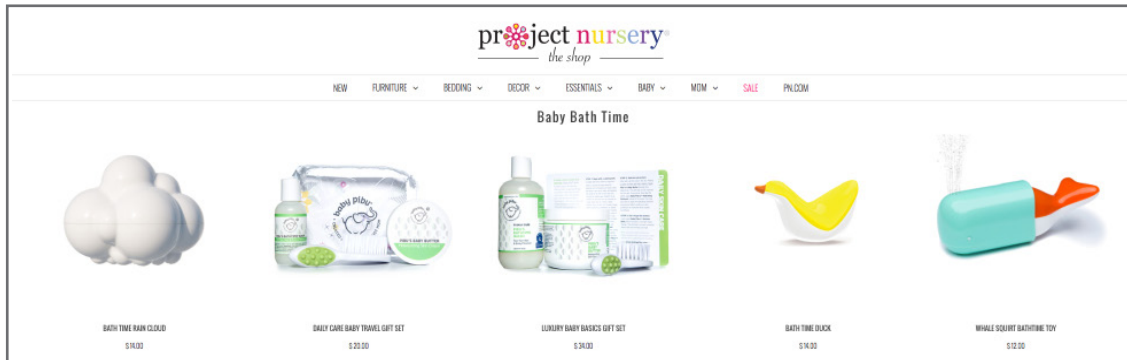 project nursery
the shop
NEW FURNITURE BEDDING DECOR ESSENTIALS BABY MOM SALE PN.COM
Baby Bath Time
baby pibu
BATH TIME RAIN CLOUD
DAILY CARE BABY TRAVEL GIFT SET
LUXURY BABY BASICS GIFT SET
BATH TIME DUCK
WHALE SQUIRT BATHTIME TOY
$14.00
$20.00
$34.00
$14.00
$12.00